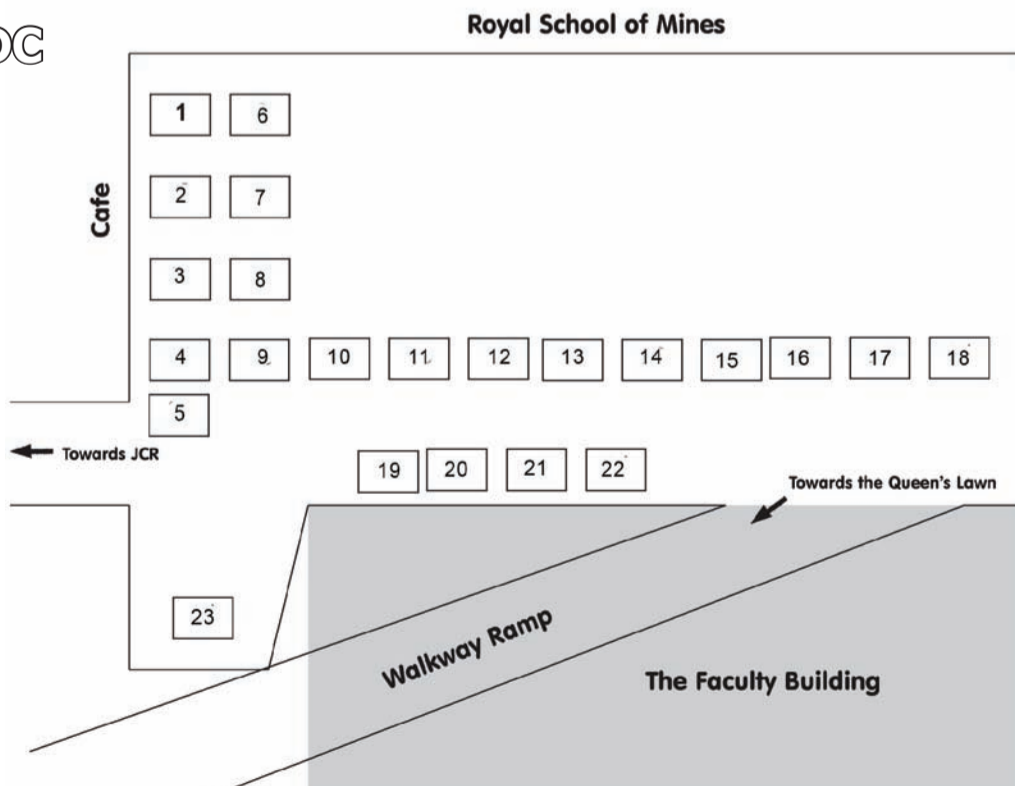 Royal School of Mines
Cafe
1 6
2 7
3 8
4 9 10 11 12 13 14 15 16 17 18
5
Towards JCR
19 20 21 22
Towards the Queen's Lawn
23
Walkway Ramp
The Faculty Building